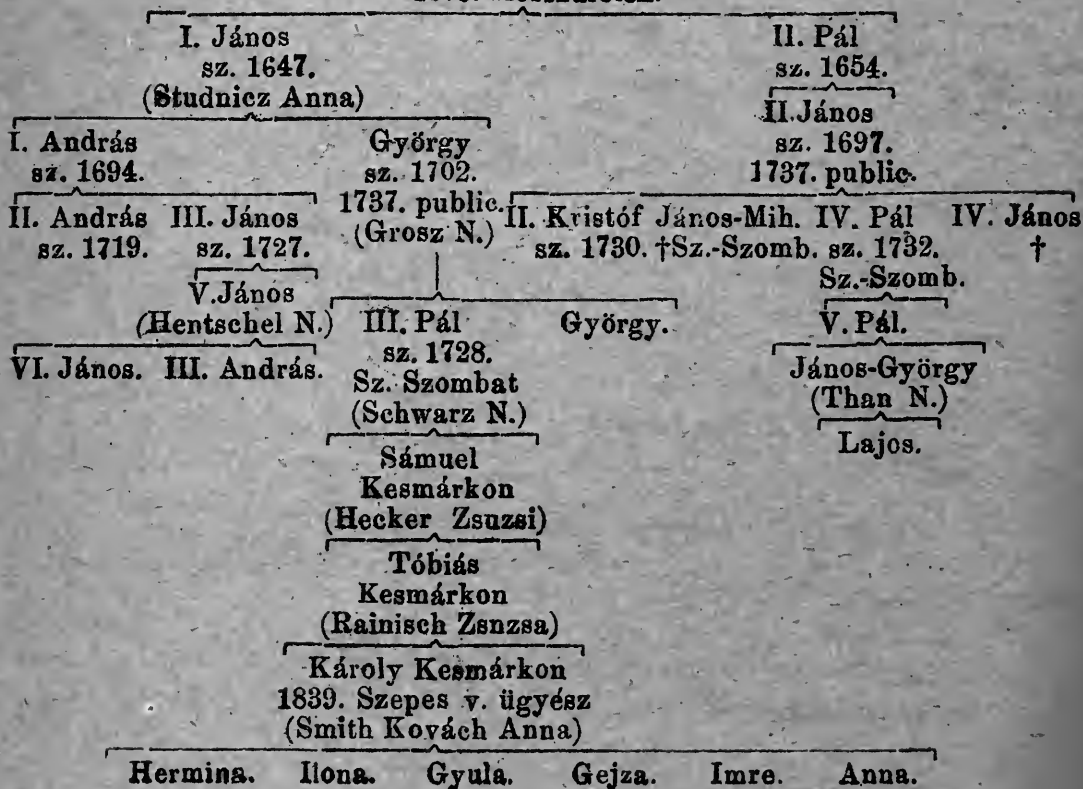 I. János II. Pál
sz. 1647. sz. 1654.
(Studnicz Anna) II. János
I. András György sz. 1697.
sz. 1694. sz. 1702. 1737. public.
II. András III. János 1737. public. II. Kristóf János-Mih. IV. Pál IV. János
sz. 1719. sz. 1727. (Grosz N.) sz. 1730. †Sz.-Szomb. sz. 1732. †
V. János Sz.-Szomb.
(Hentschel N.) III. Pál György. V. Pál.
VI. János. III. András. sz. 1728. János-György
Sz. Szombat (Than N.)
(Schwarz N.) Lajos.
Sámuel
Kesmárkon
(Hecker Zsuzsi)
Tóbiás
Kesmárkon
(Rainisch Zsnzsa)
Károly Kesmárkon
1839. Szepes v. ügyész
(Smith Kovách Anna)
Hermina. Ilona. Gyula. Gejza. Imre. Anna.